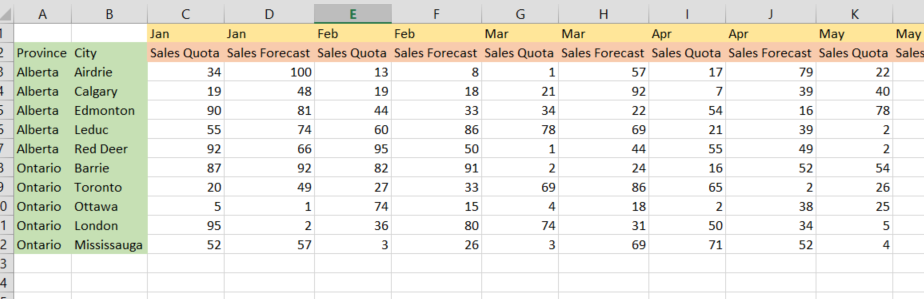 A B C D E F G H I J K
1 Jan Jan Feb Feb Mar Mar Apr Apr May May
2 Province City Sales Quota Sales Forecast Sales Quota Sales Forecast Sales Quota Sales Forecast Sales Quota Sales Forecast Sales Quota Sales
3 Alberta Airdrie 34 100 13 8 1 57 17 79 22
4 Alberta Calgary 19 48 19 18 21 92 7 39 40
5 Alberta Edmonton 90 81 44 33 34 22 54 16 78
6 Alberta Leduc 55 74 60 86 78 69 21 39 2
7 Alberta Red Deer 92 66 95 50 1 44 55 49 2
8 Ontario Barrie 87 92 82 91 2 24 16 52 54
9 Ontario Toronto 20 49 27 33 69 86 65 2 26
0 Ontario Ottawa 5 1 74 15 4 18 2 38 25
1 Ontario London 95 2 36 80 74 31 50 34 5
2 Ontario Mississauga 52 57 3 26 3 69 71 52 4
3
4